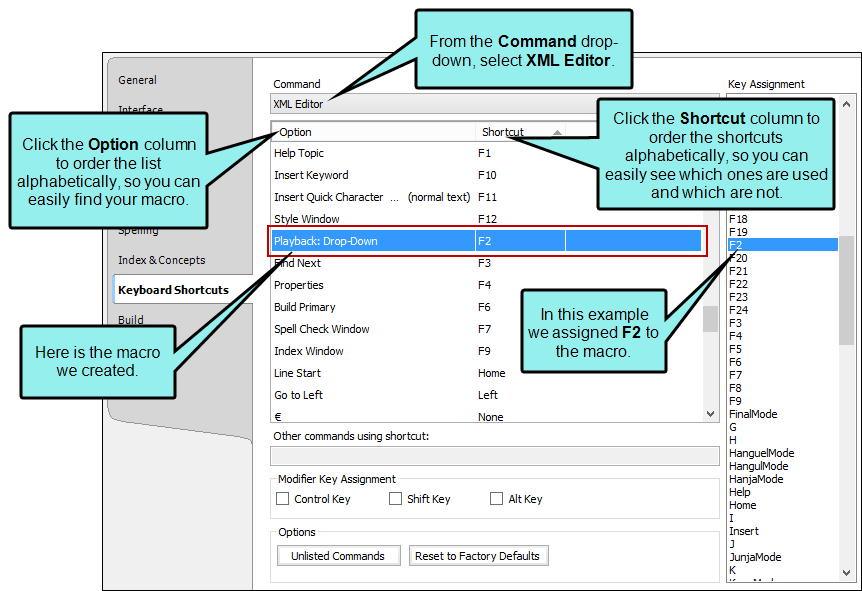 From the Command drop-
down, select XML Editor.
General
Interface
Click the Option column
to order the list
alphabetically, so you can
easily find your macro.
Spelling
Index & Concepts
Keyboard Shortcuts
Build
Here is the macro
we created.
Command
XML Editor
Option Shortcut
Help Topic F1
Insert Keyword F10
Insert Quick Character ... (normal text) F11
Style Window F12
Playback: Drop-Down F2
Find Next F3
Properties F4
Build Primary F6
Spell Check Window F7
Index Window F9
Line Start Home
Go to Left Left
€ None
Other commands using shortcut:
Modifier Key Assignment
Control Key Shift Key Alt Key
Options
Unlisted Commands Reset to Factory Defaults
Key Assignment
Click the Shortcut column to
order the shortcuts
alphabetically, so you can
easily see which ones are used
and which are not.
In this example
we assigned F2 to
the macro.
F18
F19
F2
F20
F21
F22
F23
F24
F3
F4
F5
F6
F7
F8
F9
FinalMode
G
H
HanguelMode
HangulMode
HanjaMode
Help
Home
I
Insert
J
JunjaMode
K